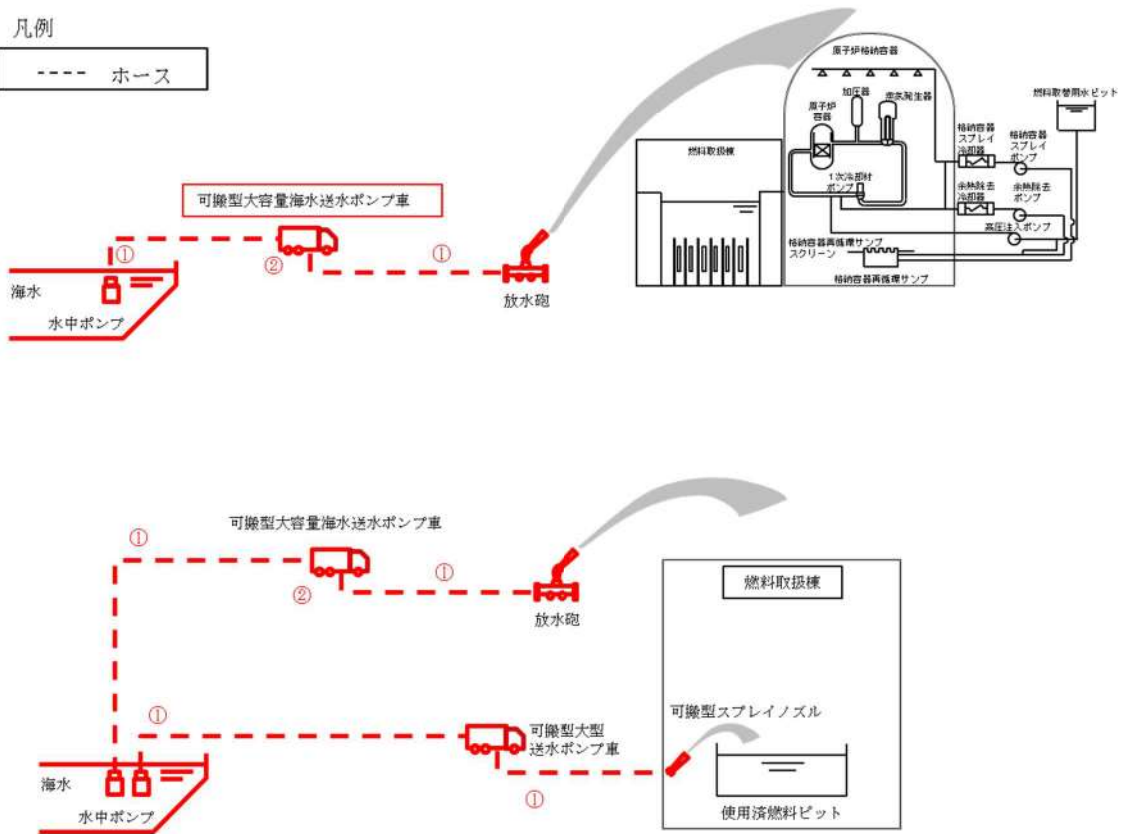 凡例
---- ホース
原子炉格納容器
加圧器
蒸気発生器
原子炉
容器
1次冷却材
ポンプ
燃料取替用水ピット
格納容器
スプレイ
冷却器
格納容器
スプレイ
ポンプ
余熱除去
冷却器
余熱除去
ポンプ
高圧注入ポンプ
格納容器再循環サンプ
スクリーン
格納容器再循環サンプ
燃料取扱棟
可搬型大容量海水送水ポンプ車
①
②
①
放水砲
海水
水中ポンプ
可搬型大容量海水送水ポンプ車
①
②
①
放水砲
燃料取扱棟
①
可搬型大型
送水ポンプ車
①
可搬型スプレイノズル
使用済燃料ピット
海水
水中ポンプ